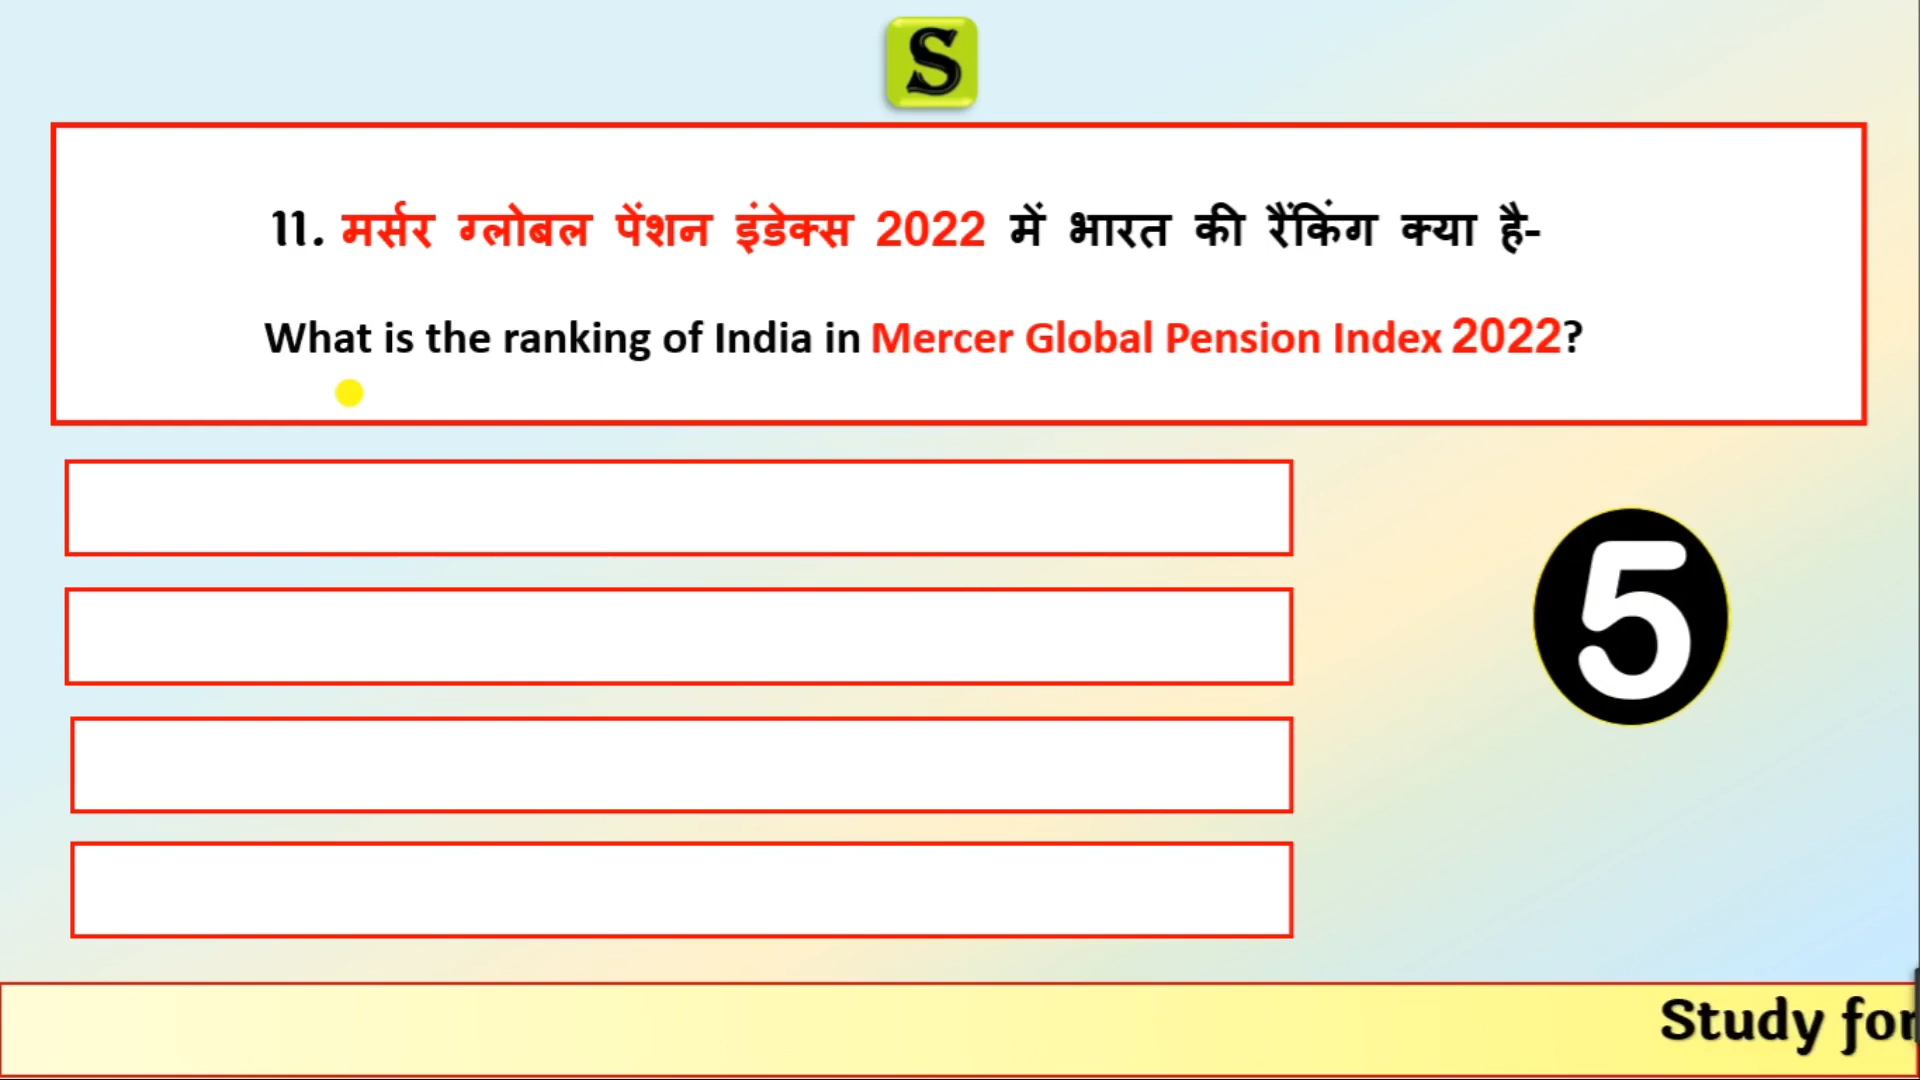 S
11. मर्सर ग्लोबल पेंशन इंडेक्स 2022 में भारत की रैंकिंग क्या है-
What is the ranking of India in Mercer Global Pension Index 2022?
5
Study for